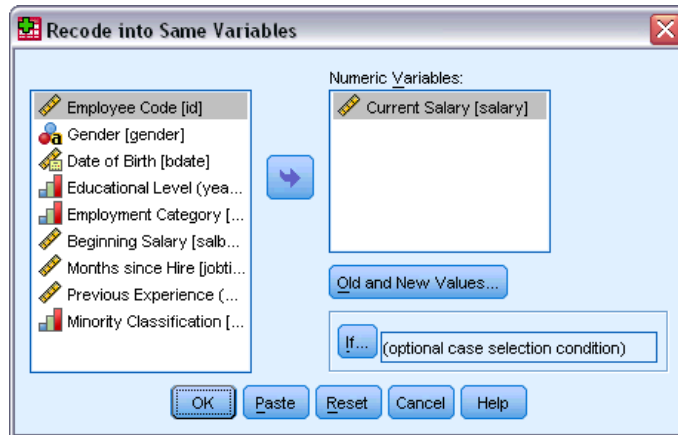 Recode into Same Variables
Employee Code [id]
Gender [gender]
Date of Birth [bdate]
Educational Level (yea...
Employment Category [...
Beginning Salary [salb...
Months since Hire [jobti...
Previous Experience (...
Minority Classification [...
Numeric Variables:
Current Salary [salary]
Old and New Values...
If... (optional case selection condition)
OK Paste Reset Cancel Help